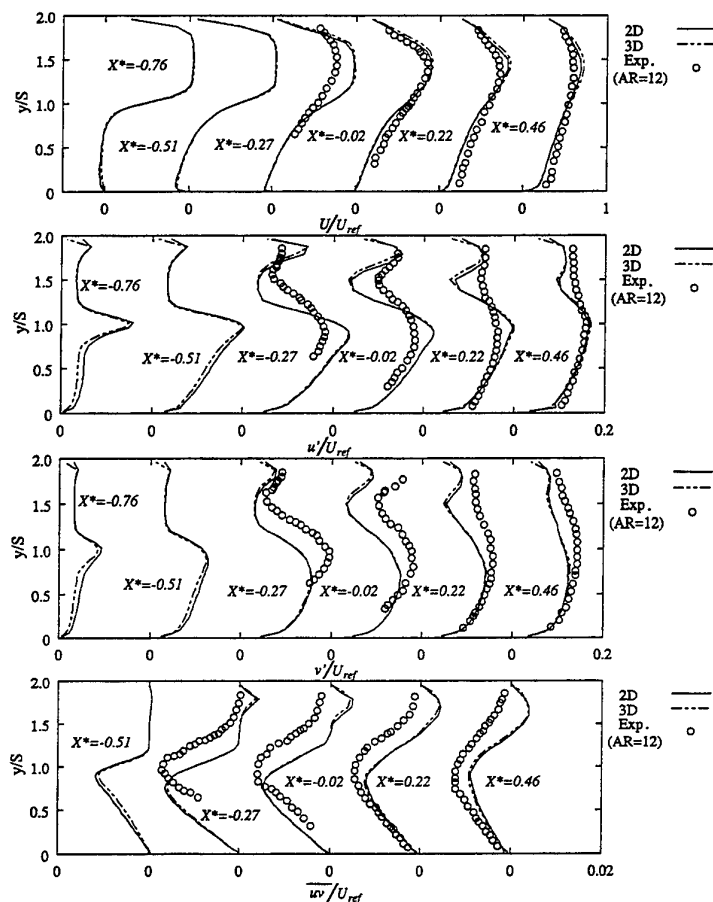 2.0
1.5
1.0
0.5
0
y/S
X*=-0.76
X*=-0.51
X*=-0.27
X*=-0.02
X*=0.22
X*=0.46
2D
3D
Exp.
(AR=12)
0 0 0 0 0 0 1
U/U_ref
2.0
1.5
1.0
0.5
0
y/S
X*=-0.76
X*=-0.51
X*=-0.27
X*=-0.02
X*=0.22
X*=0.46
2D
3D
Exp.
(AR=12)
0 0 0 0 0 0 0.2
u'/U_ref
2.0
1.5
1.0
0.5
0
y/S
X*=-0.76
X*=-0.51
X*=-0.27
X*=-0.02
X*=0.22
X*=0.46
2D
3D
Exp.
(AR=12)
0 0 0 0 0 0 0.2
v'/U_ref
2.0
1.5
1.0
0.5
0
y/S
X*=-0.51
X*=-0.27
X*=-0.02
X*=0.22
X*=0.46
2D
3D
Exp.
(AR=12)
0 0 0 0 0 0 0.02
uv/U_ref